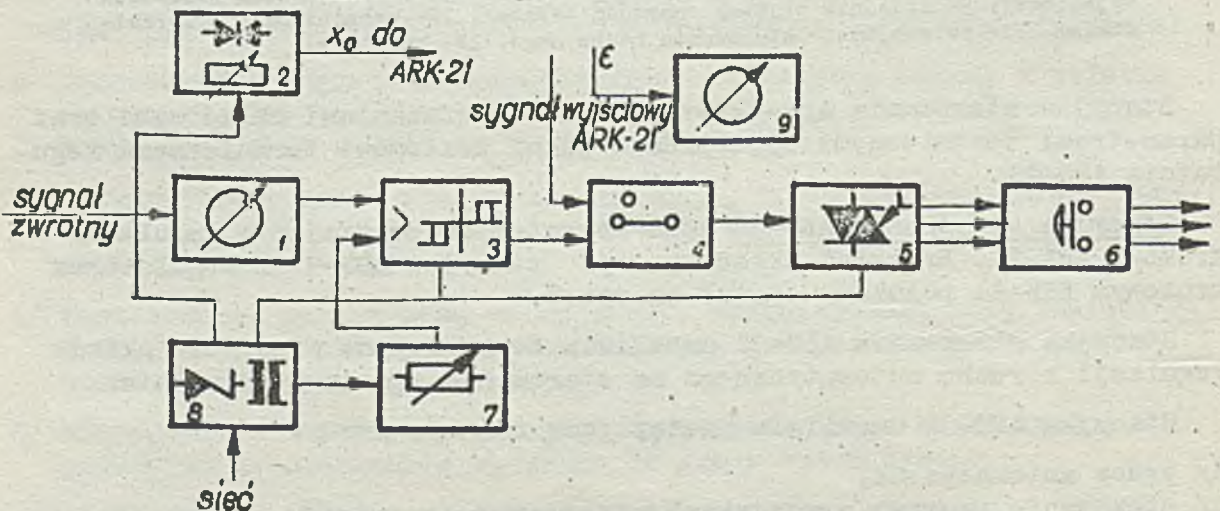 x₀ do
ARK-21
2
ε
sygnał wyjściowy
ARK-21
9
sygnał
zwrotny
1
3
4
5
6
8
7
sieć